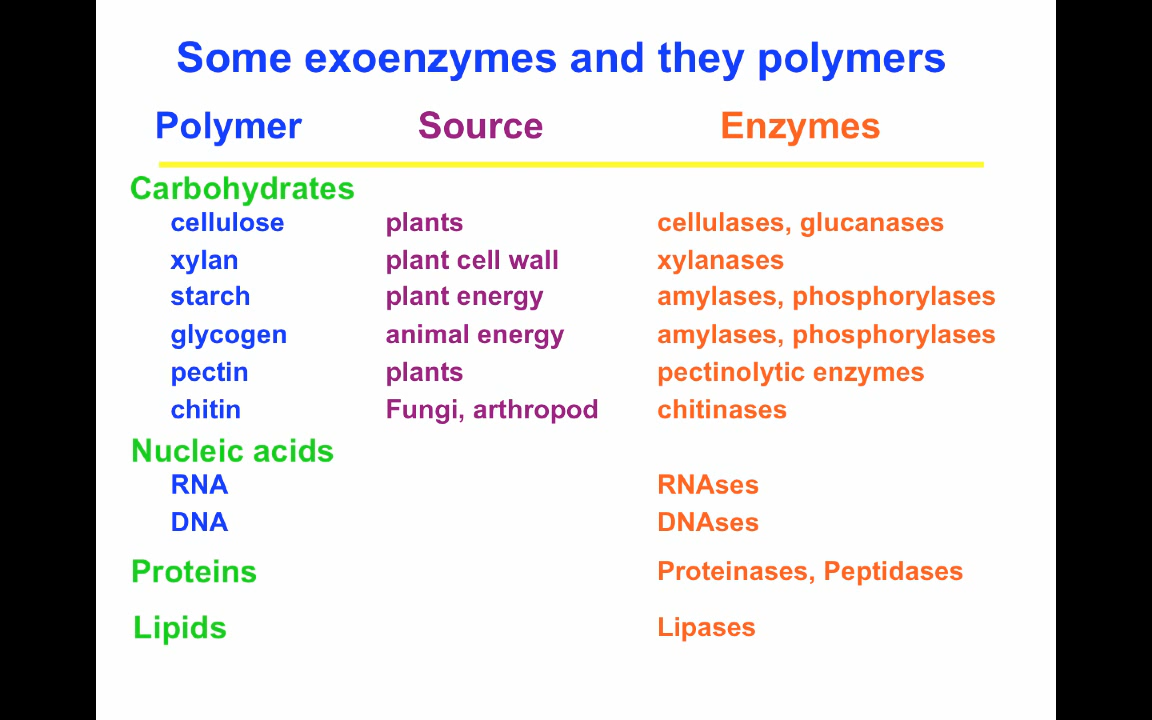 Some exoenzymes and they polymers
Polymer Source Enzymes
Carbohydrates
cellulose plants cellulases, glucanases
xylan plant cell wall xylanases
starch plant energy amylases, phosphorylases
glycogen animal energy amylases, phosphorylases
pectin plants pectinolytic enzymes
chitin Fungi, arthropod chitinases
Nucleic acids
RNA RNAses
DNA DNAses
Proteins Proteinases, Peptidases
Lipids Lipases